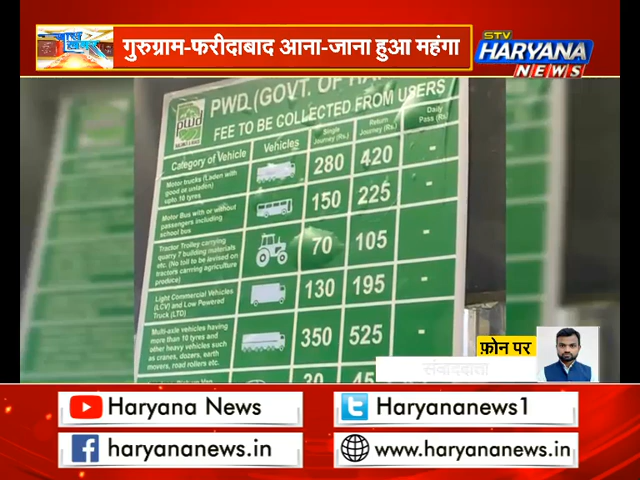 गुरुग्राम-फरीदाबाद आना-जाना हुआ महंगा
STV
HARYANA
NEWS
PWD (GOVT. OF
FEE TO BE COLLECTED FROM USERS
Category of Vehicle Vehicles Single Journey (Rs.) Return Journey (Rs.) Daily Pass (Rs)
Motor trucks (Laden with
good or unladen)
upto 10 tyres
280 420 -
Motor Bus with or without
passengers including
school bus
150 225 -
Tractor Trolley carrying
quarry 7 building materials
etc. (No toll to be levised on
tractors carrring agriculture
produce)
70 105 -
Light Commercial Vehicles
(LCV) and Low Powered
Truck (LTD)
130 195 -
Multi-axle vehicles having
more than 10 tyres and
other heavy vehicles such
as cranes, dozers, earth
movers, road rollers etc.
350 525 -
30 45
फ़ोन पर
संवाददाता
Haryana News
Haryananews1
haryananews.in
www.haryananews.in